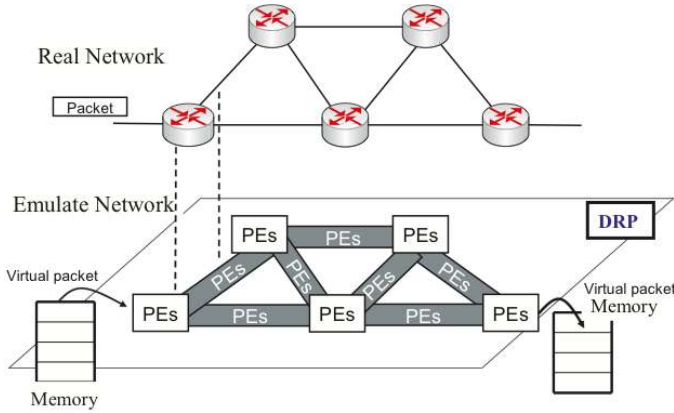 Real Network
Packet
Emulate Network
DRP
PEs
PEs
PEs
Virtual packet
PEs
PEs
PEs
PEs
Virtual packet
Memory
PEs
PEs
PEs
PEs
PEs
Memory